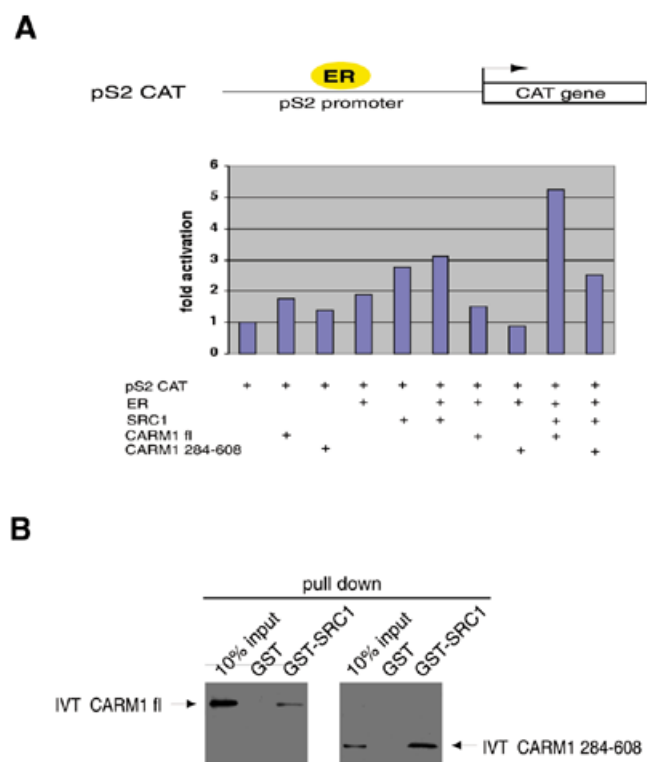 A
ER
pS2 CAT
pS2 promoter
CAT gene
fold activation
6
5
4
3
2
1
0
pS2 CAT + + + + + + + + + +
ER + + + + + +
SRC1 + + + +
CARM1 fl + + +
CARM1 284-608 + + +
B
pull down
10% input GST GST-SRC1 10% input GST GST-SRC1
IVT CARM1 fl
IVT CARM1 284-608